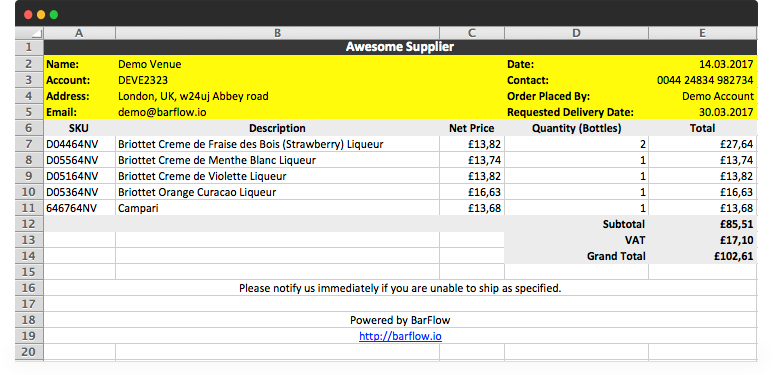 A B C D E
1 Awesome Supplier
2 Name: Demo Venue Date: 14.03.2017
3 Account: DEVE2323 Contact: 0044 24834 982734
4 Address: London, UK, w24uj Abbey road Order Placed By: Demo Account
5 Email: demo@barflow.io Requested Delivery Date: 30.03.2017
6 SKU Description Net Price Quantity (Bottles) Total
7 D04464NV Briottet Creme de Fraise des Bois (Strawberry) Liqueur £13,82 2 £27,64
8 D05564NV Briottet Creme de Menthe Blanc Liqueur £13,74 1 £13,74
9 D05164NV Briottet Creme de Violette Liqueur £13,82 1 £13,82
10 D05364NV Briottet Orange Curacao Liqueur £16,63 1 £16,63
11 646764NV Campari £13,68 1 £13,68
12 Subtotal £85,51
13 VAT £17,10
14 Grand Total £102,61
15
16 Please notify us immediately if you are unable to ship as specified.
17
18 Powered by BarFlow
19 http://barflow.io
20